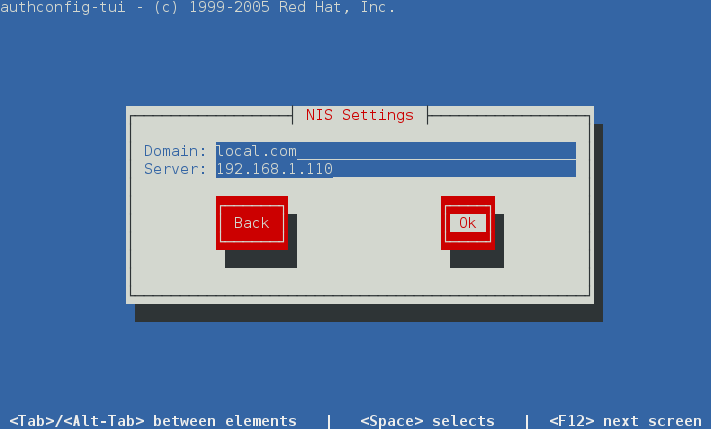 authconfig-tui - (c) 1999-2005 Red Hat, Inc.
NIS Settings
Domain: local.com
Server: 192.168.1.110
Back Ok
<Tab>/<Alt-Tab> between elements | <Space> selects | <F12> next screen